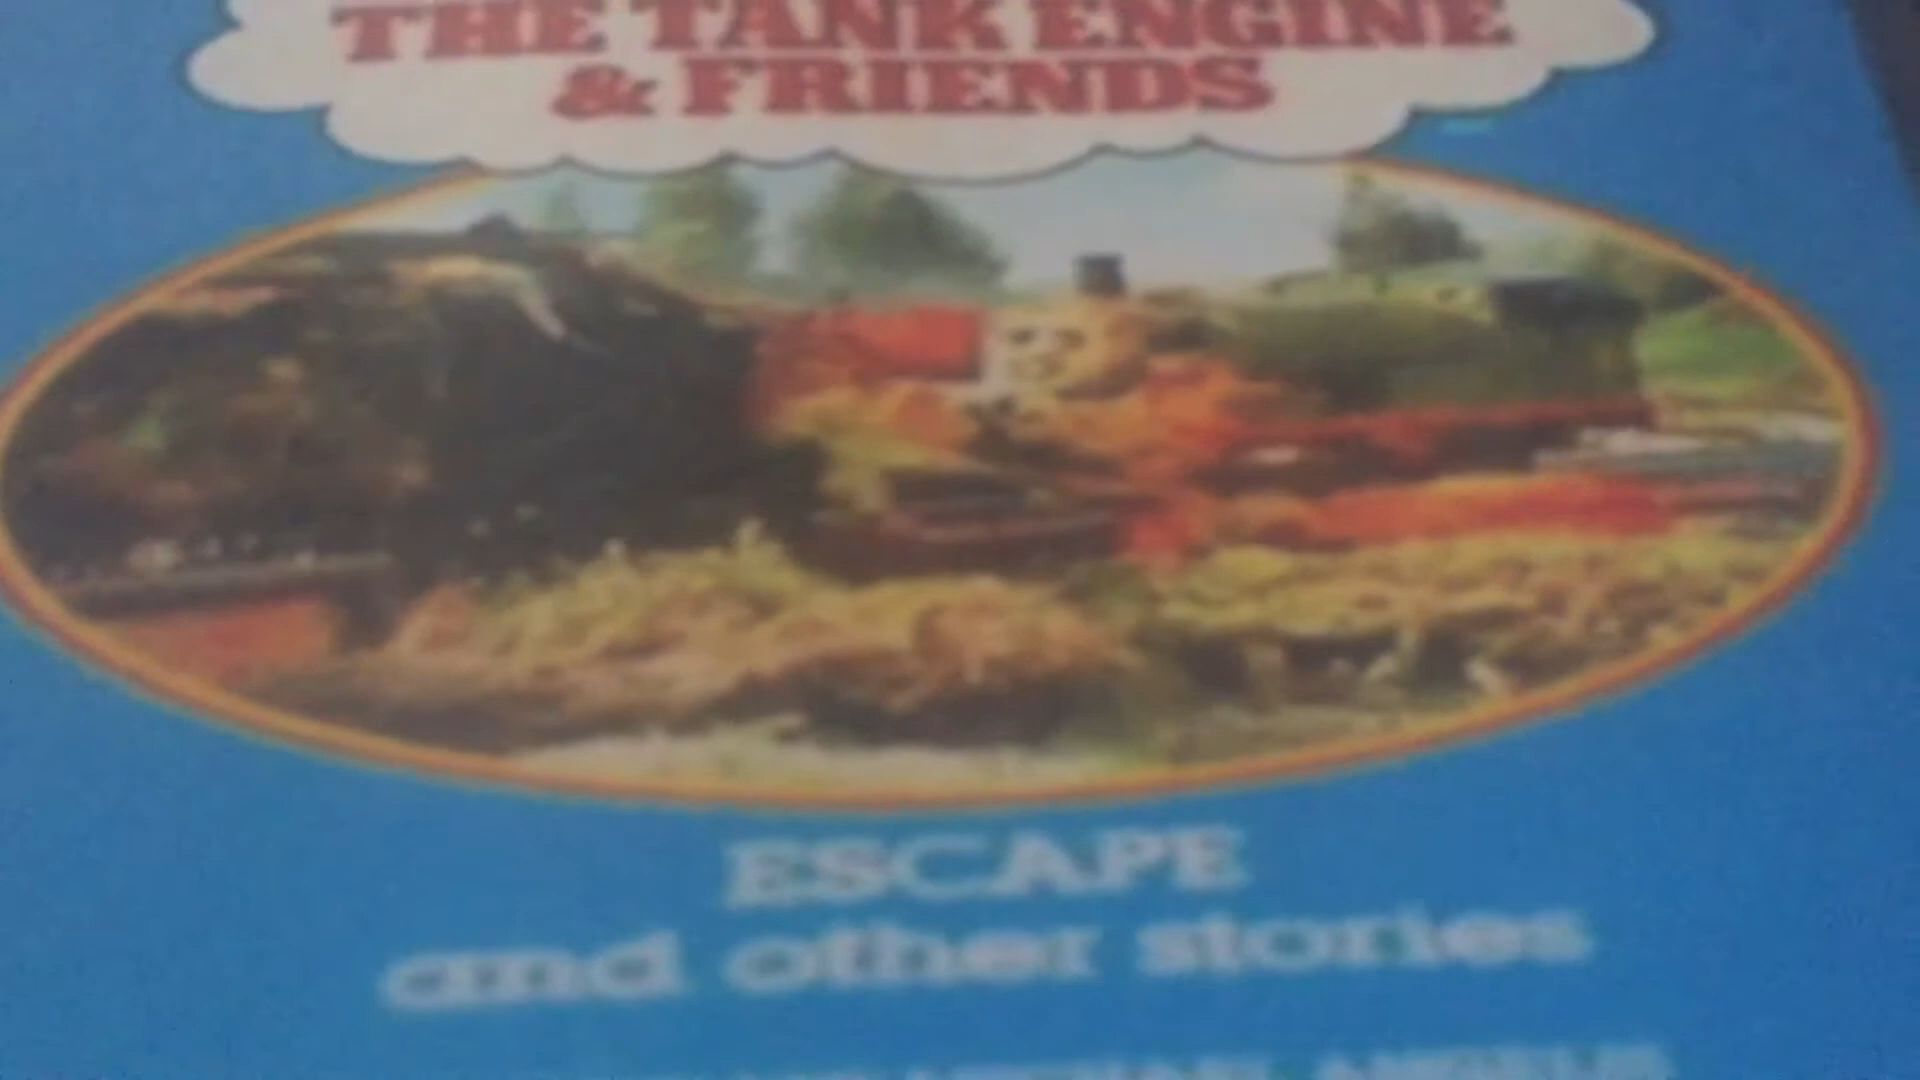 THE TANK ENGINE
& FRIENDS
ESCAPE
and other stories